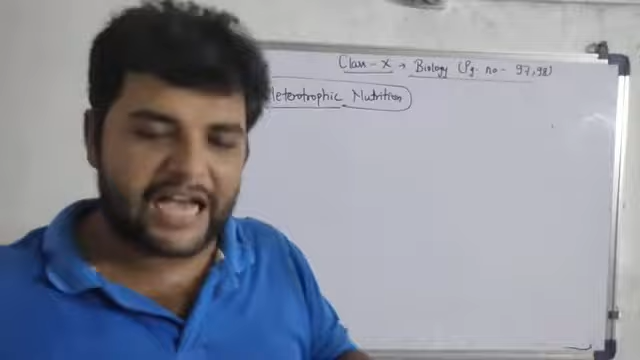 Class - X → Biology (Pg. no - 97,98)
Heterotrophic Nutrition